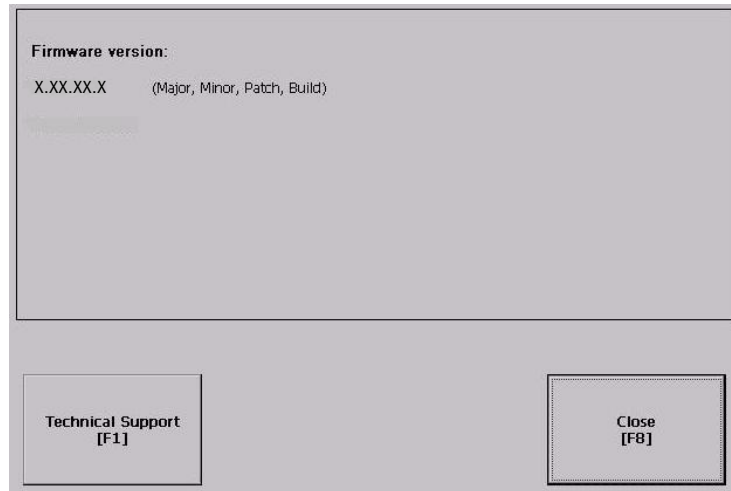 Firmware version:
X.XX.XX.X (Major, Minor, Patch, Build)
Technical Support
[F1]
Close
[F8]